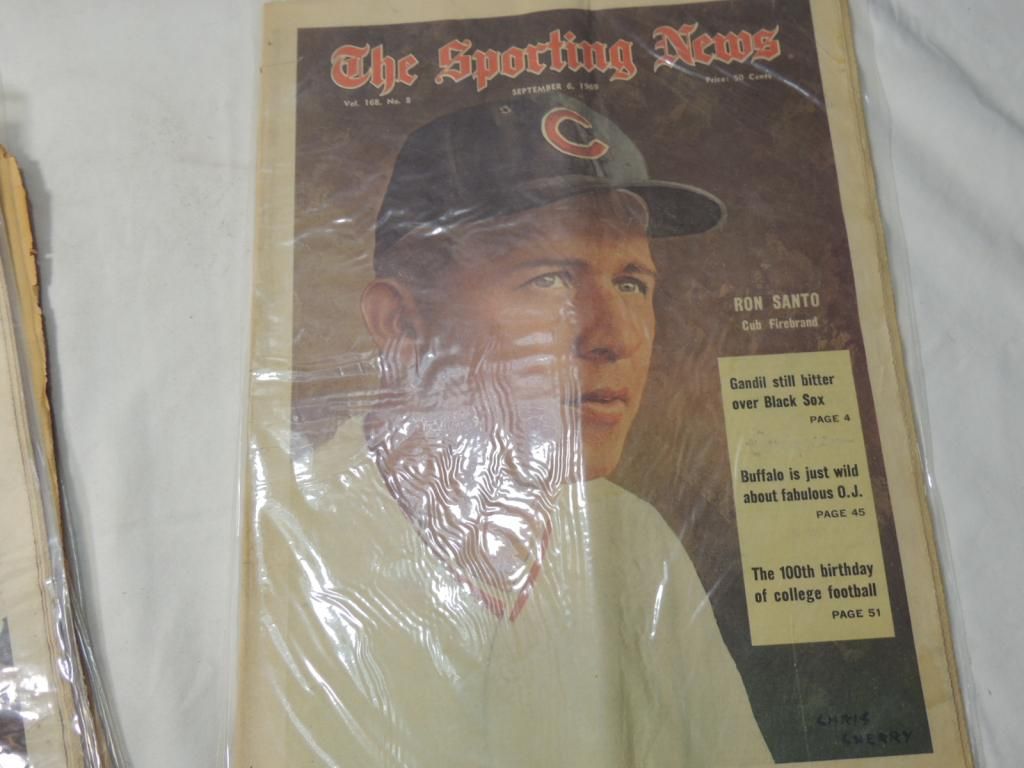 The Sporting News
Vol. 168, No. 8
SEPTEMBER 6, 1969
Price: 50 Cents
C
RON SANTO
Cub Firebrand
Gandil still bitter
over Black Sox
PAGE 4
Buffalo is just wild
about fabulous O.J.
PAGE 45
The 100th birthday
of college football
PAGE 51
CHRIS
CHERRY